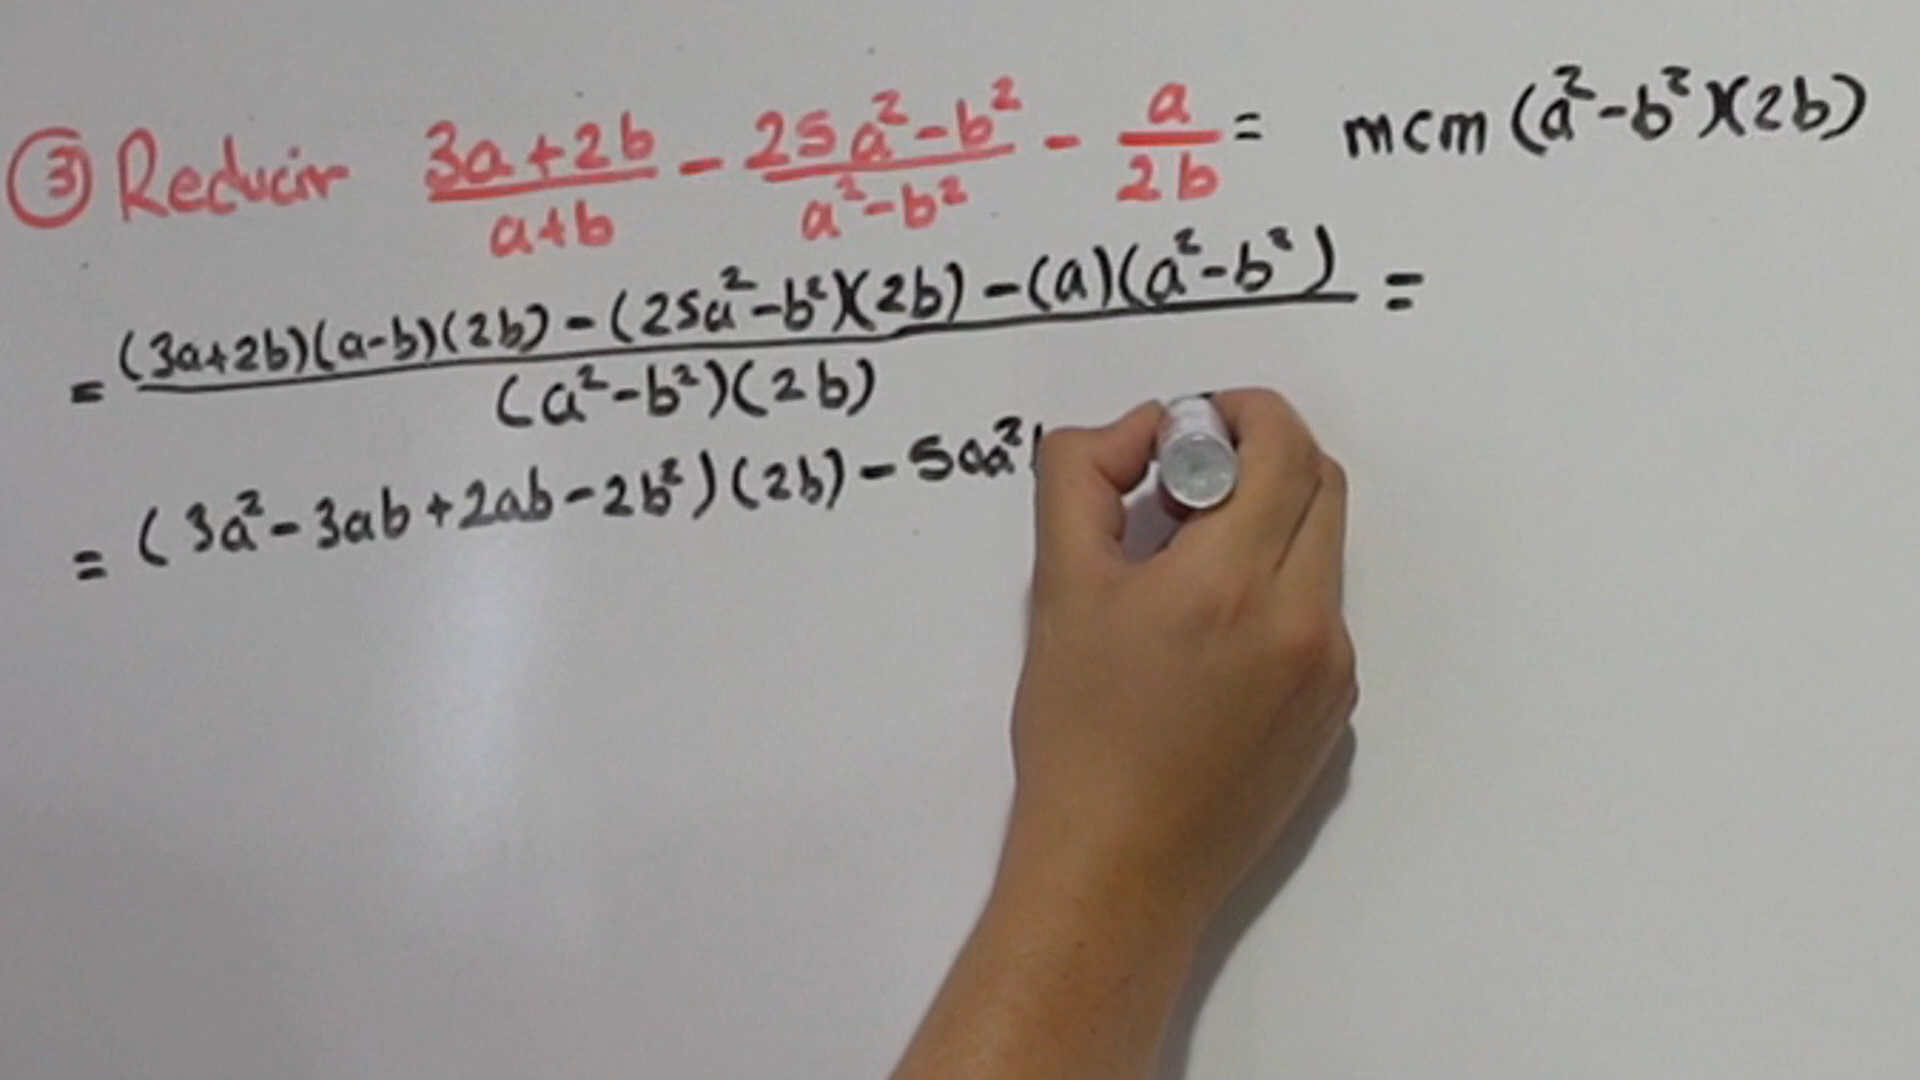 ③ Reducir (3a+2b)/(a+b) - (25a²-b²)/(a²-b²) - a/(2b) = mcm (a²-b²)(2b)
= ((3a+2b)(a-b)(2b) - (25a²-b²)(2b) - (a)(a²-b²))/((a²-b²)(2b)) =
= (3a²-3ab+2ab-2b²)(2b) - 50a²